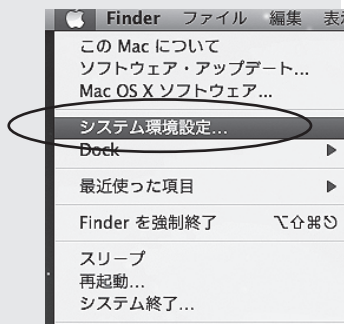 Finder ファイル 編集 表
この Mac について
ソフトウェア・アップデート...
Mac OS X ソフトウェア...
システム環境設定...
Dock
最近使った項目
Finder を強制終了 ⌥⇧⌘⎋
スリープ
再起動...
システム終了...